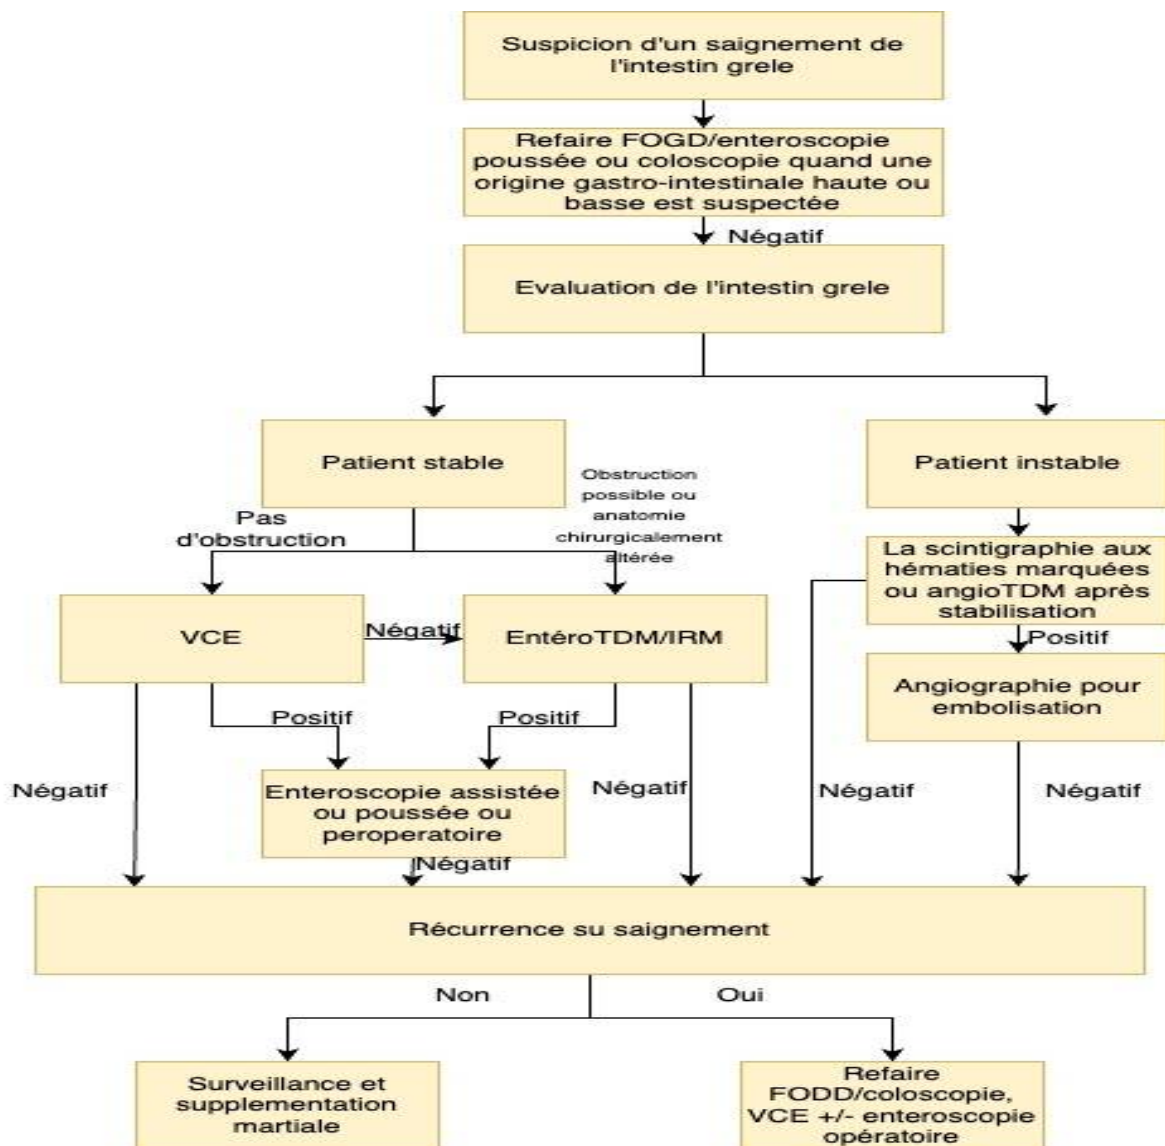 Suspicion d'un saignement de
l'intestin grele
Refaire FOGD/enteroscopie
poussée ou coloscopie quand une
origine gastro-intestinale haute ou
basse est suspectée
Négatif
Evaluation de l'intestin grele
Patient stable
Patient instable
Obstruction
possible ou
anatomie
chirurgicalement
altérée
Pas
d'obstruction
La scintigraphie aux
hématies marquées
ou angioTDM après
stabilisation
VCE
Négatif
EntéroTDM/IRM
Positif
Angiographie pour
embolisation
Positif
Positif
Négatif
Enteroscopie assistée
ou poussée ou
peroperatoire
Négatif
Négatif
Négatif
Négatif
Récurrence su saignement
Non
Oui
Surveillance et
supplementation
martiale
Refaire
FODD/coloscopie,
VCE +/- enteroscopie
opératoire